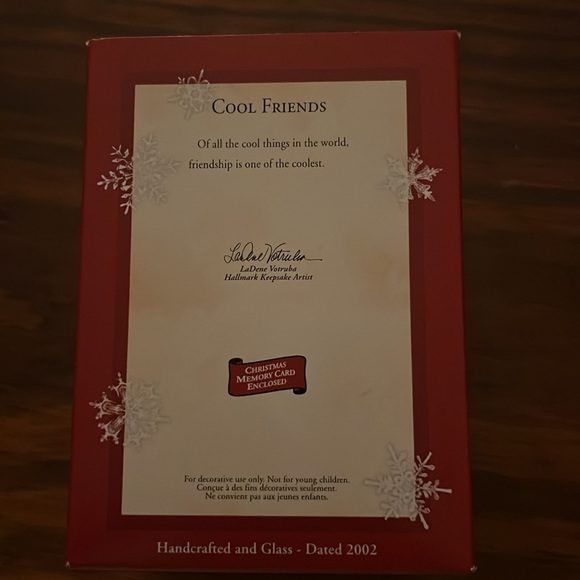 COOL FRIENDS
Of all the cool things in the world,
friendship is one of the coolest.
LaDene Votruba
LaDene Votruba
Hallmark Keepsake Artist
CHRISTMAS
MEMORY CARD
ENCLOSED
For decorative use only. Not for young children.
Conçue à des fins décoratives seulement.
Ne convient pas aux jeunes enfants.
Handcrafted and Glass - Dated 2002